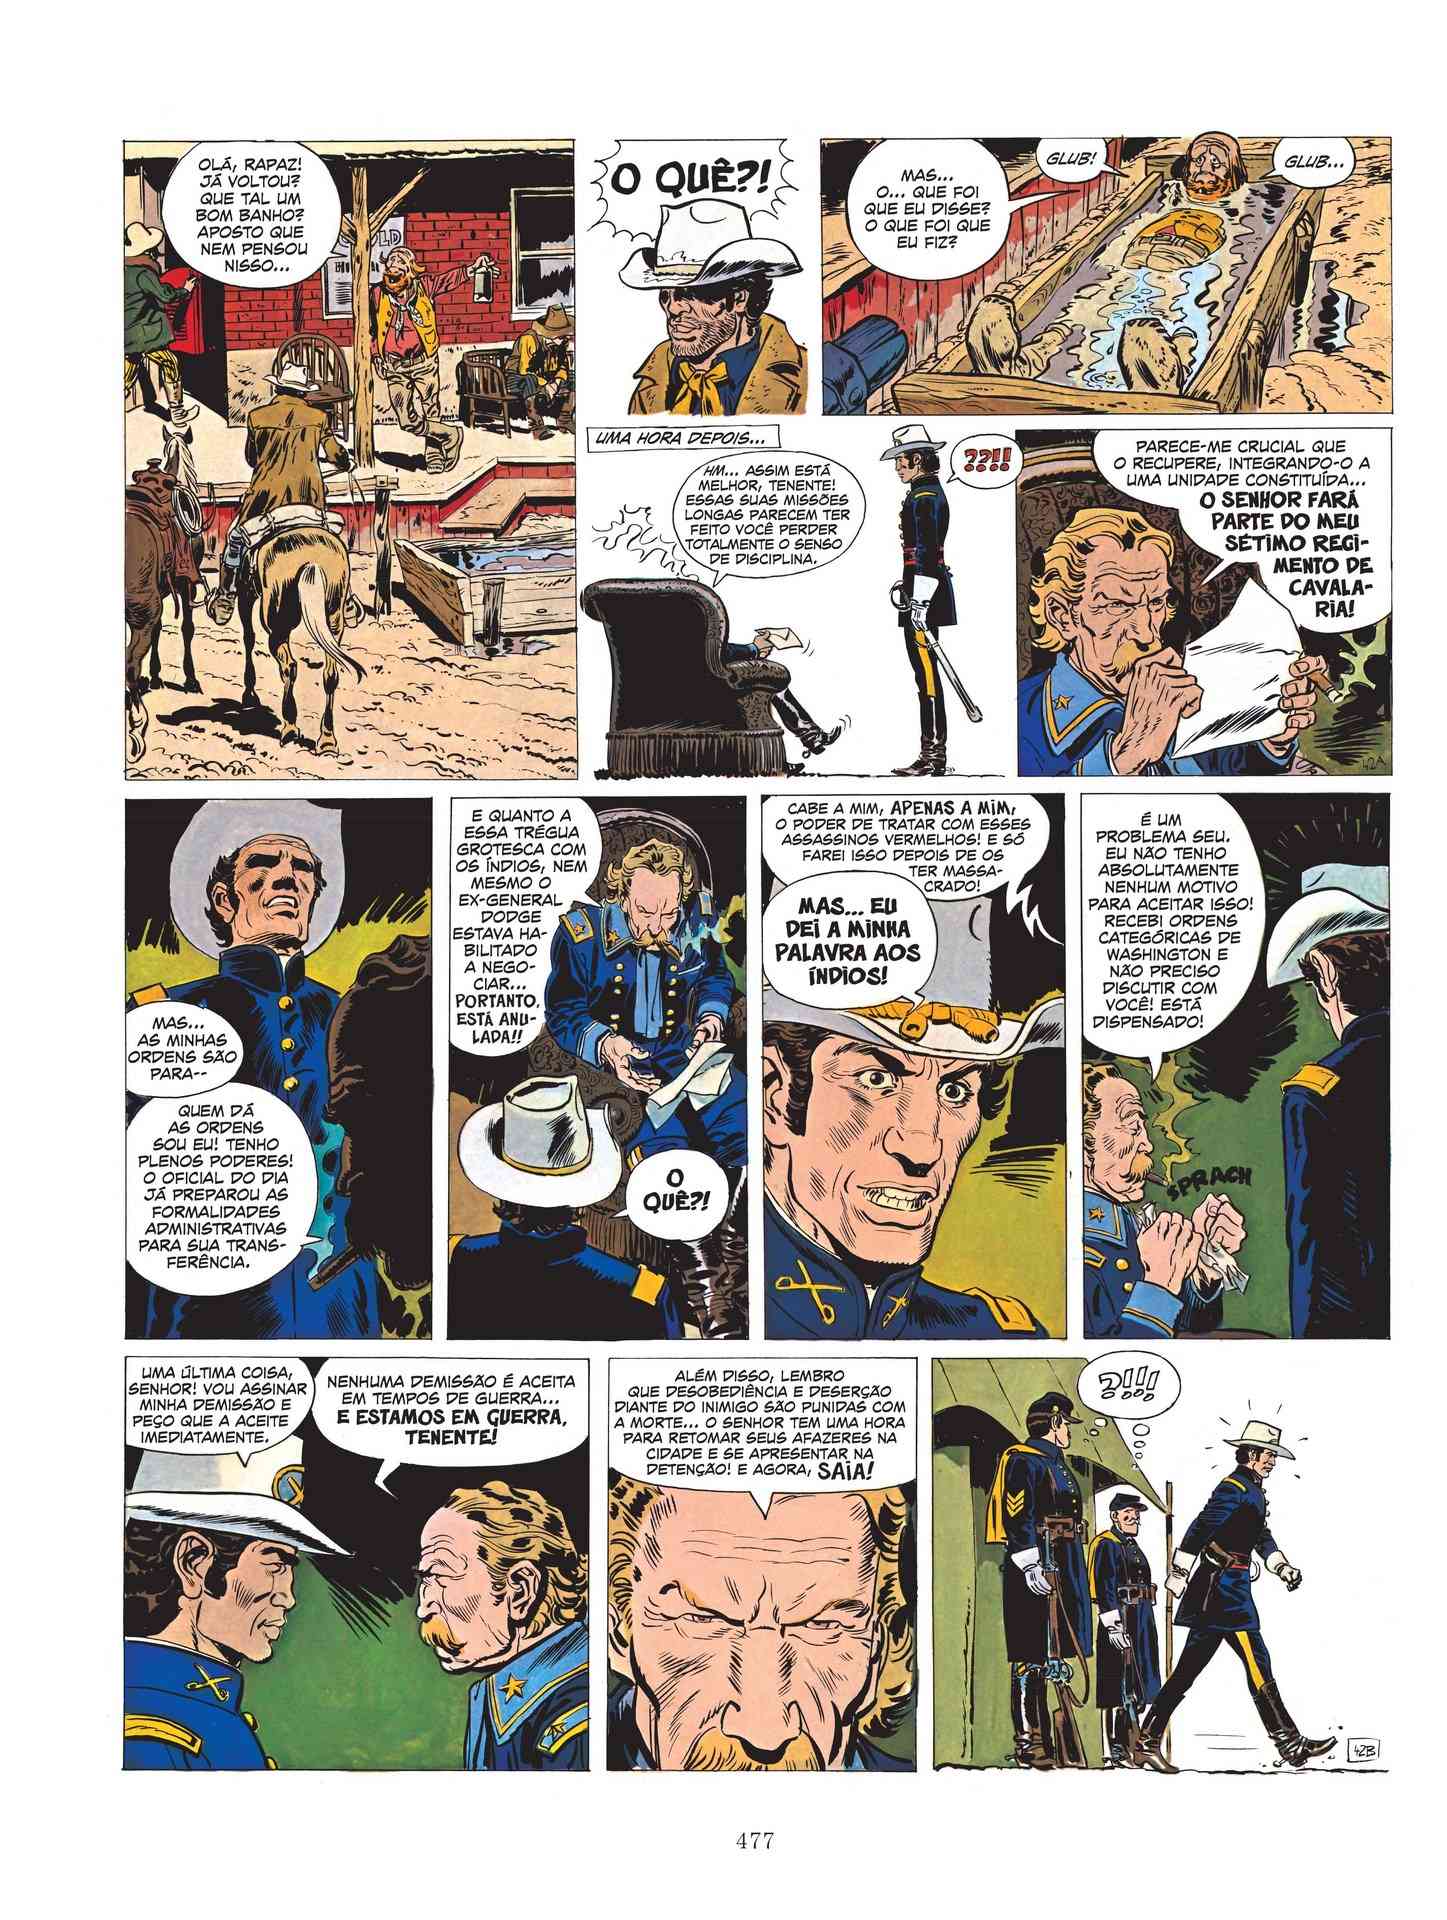 OLÁ, RAPAZ!
JÁ VOLTOU?
QUE TAL UM
BOM BANHO?
APOSTO QUE
NEM PENSOU
NISSO...
O QUÊ?!
MAS...
O... QUE FOI
QUE EU DISSE?
O QUE FOI QUE
EU FIZ?
GLUB!
GLUB...
UMA HORA DEPOIS...
HM... ASSIM ESTÁ
MELHOR, TENENTE!
ESSAS SUAS MISSÕES
LONGAS PARECEM TER
FEITO VOCÊ PERDER
TOTALMENTE O SENSO
DE DISCIPLINA.
??!!
PARECE-ME CRUCIAL QUE
O RECUPERE, INTEGRANDO-O A
UMA UNIDADE CONSTITUÍDA...
O SENHOR FARÁ
PARTE DO MEU
SÉTIMO REGI-
MENTO DE
CAVALA-
RIA!
42A
MAS...
AS MINHAS
ORDENS SÃO
PARA--
QUEM DÁ
AS ORDENS
SOU EU! TENHO
PLENOS PODERES!
O OFICIAL DO DIA
JÁ PREPAROU AS
FORMALIDADES
ADMINISTRATIVAS
PARA SUA TRANS-
FERÊNCIA.
E QUANTO A
ESSA TRÉGUA
GROTESCA COM
OS ÍNDIOS, NEM
MESMO O
EX-GENERAL
DODGE
ESTAVA HA-
BILITADO
A NEGO-
CIAR...
PORTANTO,
ESTÁ ANU-
LADA!!
O
QUÊ?!
CABE A MIM, APENAS A MIM,
O PODER DE TRATAR COM ESSES
ASSASSINOS VERMELHOS! E SÓ
FAREI ISSO DEPOIS DE OS
TER MASSA-
CRADO!
MAS... EU
DEI A MINHA
PALAVRA AOS
ÍNDIOS!
É UM
PROBLEMA SEU.
EU NÃO TENHO
ABSOLUTAMENTE
NENHUM MOTIVO
PARA ACEITAR ISSO!
RECEBI ORDENS
CATEGÓRICAS DE
WASHINGTON E
NÃO PRECISO
DISCUTIR COM
VOCÊ! ESTÁ
DISPENSADO!
SPRACH
UMA ÚLTIMA COISA,
SENHOR! VOU ASSINAR
MINHA DEMISSÃO E
PEÇO QUE A ACEITE
IMEDIATAMENTE.
NENHUMA DEMISSÃO É ACEITA
EM TEMPOS DE GUERRA...
E ESTAMOS EM GUERRA,
TENENTE!
ALÉM DISSO, LEMBRO
QUE DESOBEDIÊNCIA E DESERÇÃO
DIANTE DO INIMIGO SÃO PUNIDAS COM
A MORTE... O SENHOR TEM UMA HORA
PARA RETOMAR SEUS AFAZERES NA
CIDADE E SE APRESENTAR NA
DETENÇÃO! E AGORA, SAIA!
?!!!
42B
477